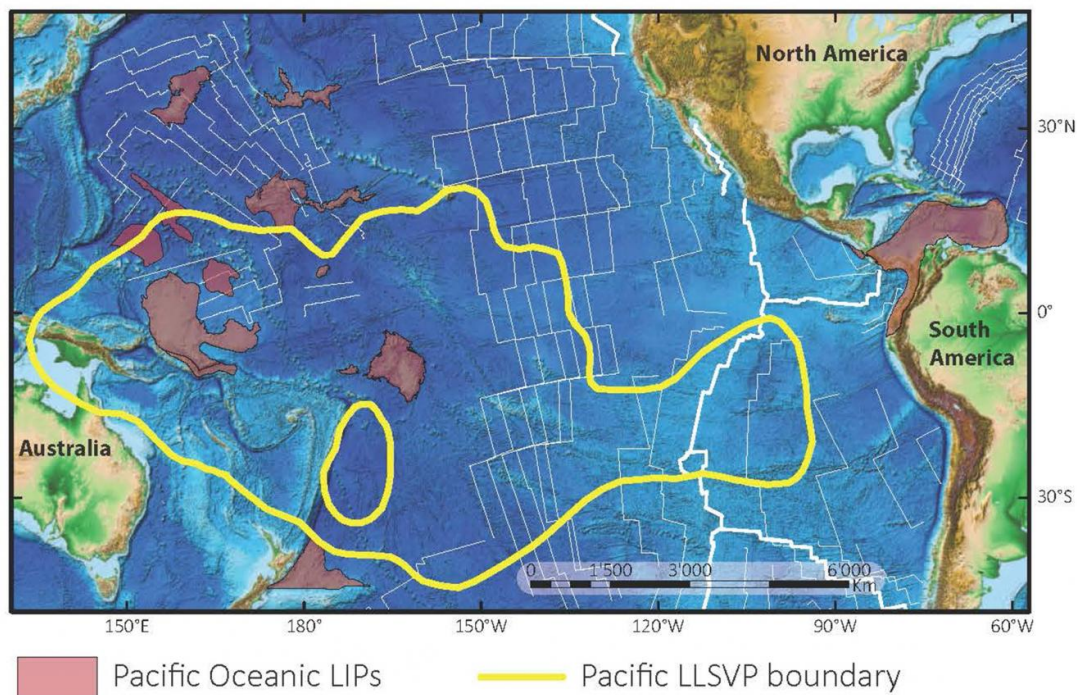 North America
30°N
0°
South
America
Australia
30°S
0 1'500 3'000 6'000
Km
150°E 180° 150°W 120°W 90°W 60°W
Pacific Oceanic LIPs Pacific LLSVP boundary